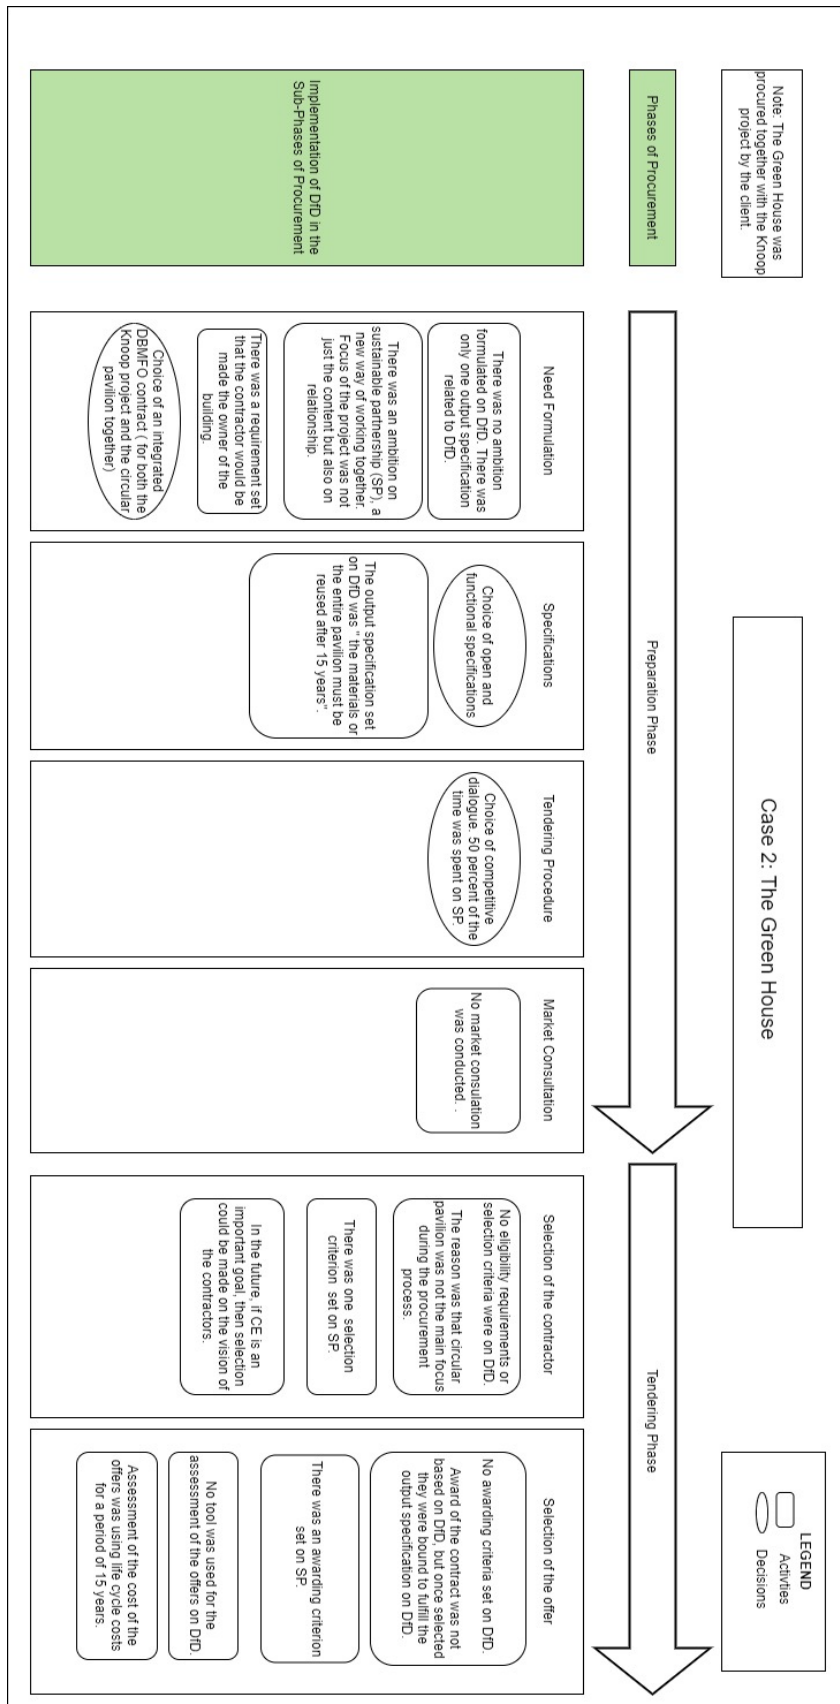 Case 2: The Green House
Note: The Green House was
procured together with the Knoop
project by the client.
LEGEND
Activties
Decisions
Phases of Procurement
Preparation Phase
Tendering Phase
Implementation of DfD in the
Sub-Phases of Procurement
Need Formulation
There was no ambition
formulated on DfD. There was
only one output specification
related to DfD.
There was an ambition on
sustainable partnership (SP), a
new way of working together.
Focus of the project was not
just the content but also on
relationship.
There was a requirement set
that the contractor would be
made the owner of the
building.
Choice of an integrated
DBMFO contract ( for both the
Knoop project and the circular
pavilion together)
Specifications
Choice of open and
functional specifications
The output specification set
on DfD was " the materials or
the entire pavilion must be
reused after 15 years".
Tendering Procedure
Choice of competitive
dialogue. 50 percent of the
time was spent on SP.
Market Consultation
No market consulation
was conducted. .
Selection of the contractor
No eligibility requirements or
selection criteria were on DfD.
The reason was that circular
pavilion was not the main focus
during the procurement
process.
There was one selection
criterion set on SP.
In the future, if CE is an
important goal, then selection
could be made on the vision of
the contractors.
Selection of the offer
No awarding criteria set on DfD.
Award of the contract was not
based on DfD, but once selected
they were bound to fulfill the
output specification on DfD.
There was an awarding criterion
set on SP.
No tool was used for the
assessment of the offers on DfD.
Assessment of the cost of the
offers was using life cycle costs
for a period of 15 years.